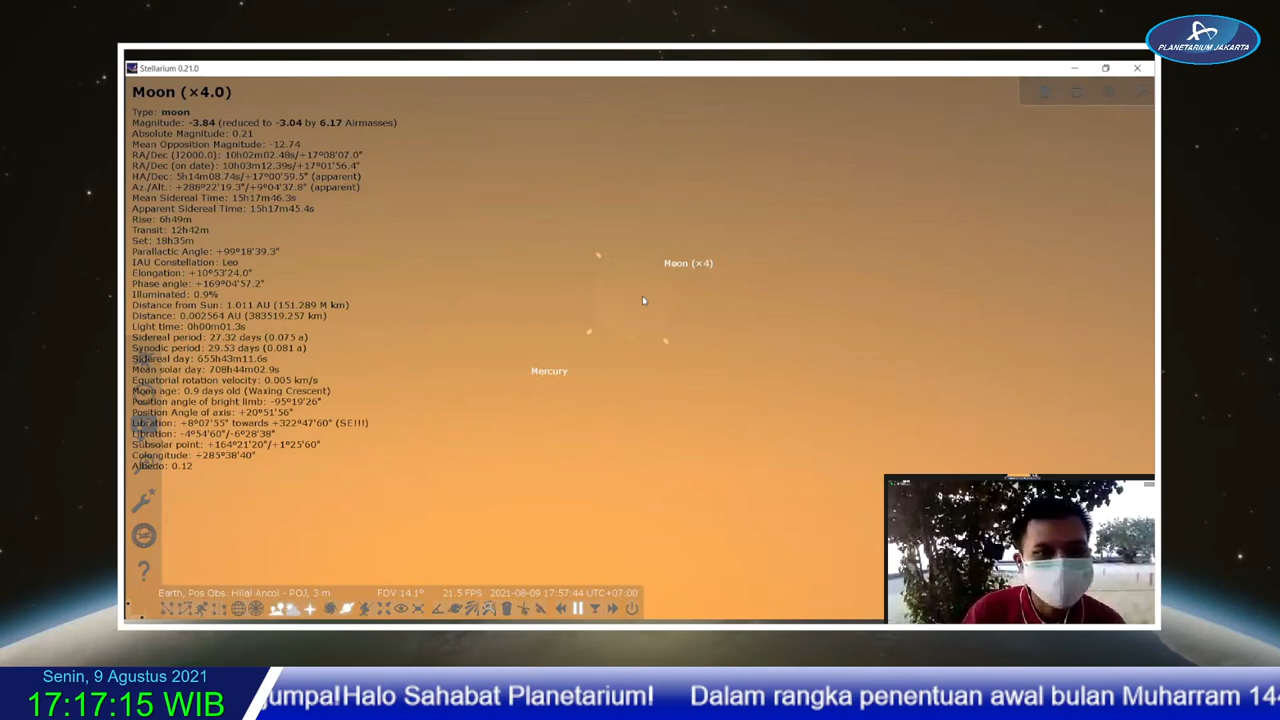 PLANETARIUM JAKARTA
Stellarium 0.21.0
Moon (×4.0)
Type: moon
Magnitude: -3.84 (reduced to -3.04 by 6.17 Airmasses)
Absolute Magnitude: 0.21
Mean Opposition Magnitude: -12.74
RA/Dec (J2000.0): 10h02m02.48s/+17°08'07.0"
RA/Dec (on date): 10h03m12.39s/+17°01'56.4"
HA/Dec: 5h14m08.74s/+17°00'59.5" (apparent)
Az./Alt.: +288°22'19.3"/+9°04'37.8" (apparent)
Mean Sidereal Time: 15h17m46.3s
Apparent Sidereal Time: 15h17m45.4s
Rise: 6h49m
Transit: 12h42m
Set: 18h35m
Parallactic Angle: +99°18'39.3"
IAU Constellation: Leo
Elongation: +10°53'24.0"
Phase angle: +169°04'57.2"
Illuminated: 0.9%
Distance from Sun: 1.011 AU (151.289 M km)
Distance: 0.002564 AU (383519.257 km)
Light time: 0h00m01.3s
Sidereal period: 27.32 days (0.075 a)
Synodic period: 29.53 days (0.081 a)
Sidereal day: 655h43m11.6s
Mean solar day: 708h44m02.9s
Equatorial rotation velocity: 0.005 km/s
Moon age: 0.9 days old (Waxing Crescent)
Position angle of bright limb: -95°19'26"
Position Angle of axis: +20°51'56"
Libration: +8°07'55" towards +322°47'60" (SE!!!)
Libration: -4°54'60"/-6°28'38"
Subsolar point: +164°21'20"/+1°25'60"
Colongitude: +285°38'40"
Albedo: 0.12
Moon (×4)
Mercury
Earth, Pos Obs. Hilal Ancol - POJ, 3 m FOV 14.1° 21.5 FPS 2021-08-09 17:57:44 UTC+07:00
Senin, 9 Agustus 2021
17:17:15 WIB
jumpa!Halo Sahabat Planetarium! Dalam rangka penentuan awal bulan Muharram 14